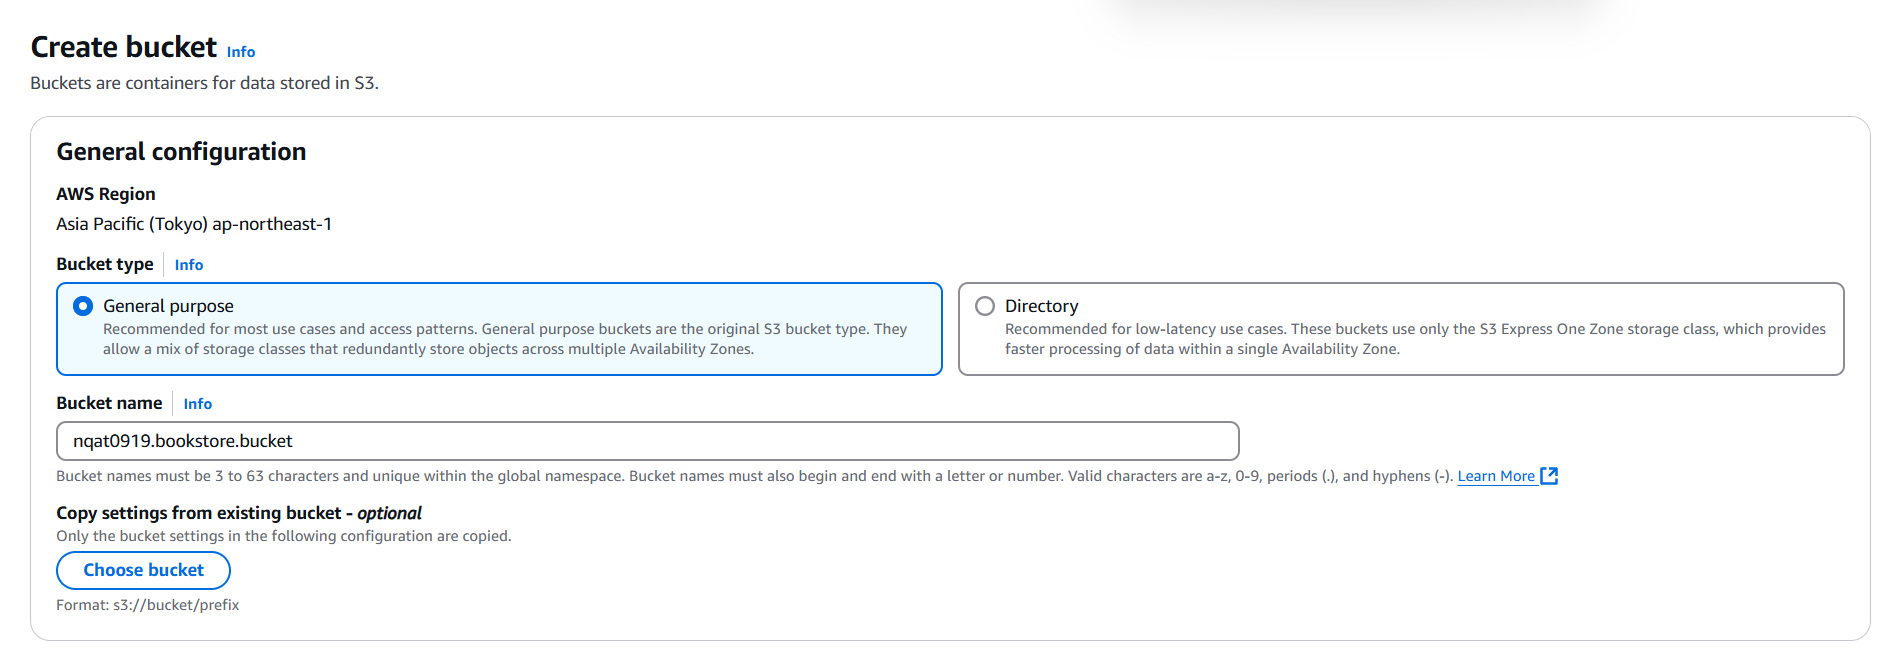 Create bucket Info
Buckets are containers for data stored in S3.
General configuration
AWS Region
Asia Pacific (Tokyo) ap-northeast-1
Bucket type Info
General purpose
Recommended for most use cases and access patterns. General purpose buckets are the original S3 bucket type. They
allow a mix of storage classes that redundantly store objects across multiple Availability Zones.
Directory
Recommended for low-latency use cases. These buckets use only the S3 Express One Zone storage class, which provides
faster processing of data within a single Availability Zone.
Bucket name Info
nqat0919.bookstore.bucket
Bucket names must be 3 to 63 characters and unique within the global namespace. Bucket names must also begin and end with a letter or number. Valid characters are a-z, 0-9, periods (.), and hyphens (-). Learn More
Copy settings from existing bucket - optional
Only the bucket settings in the following configuration are copied.
Choose bucket
Format: s3://bucket/prefix